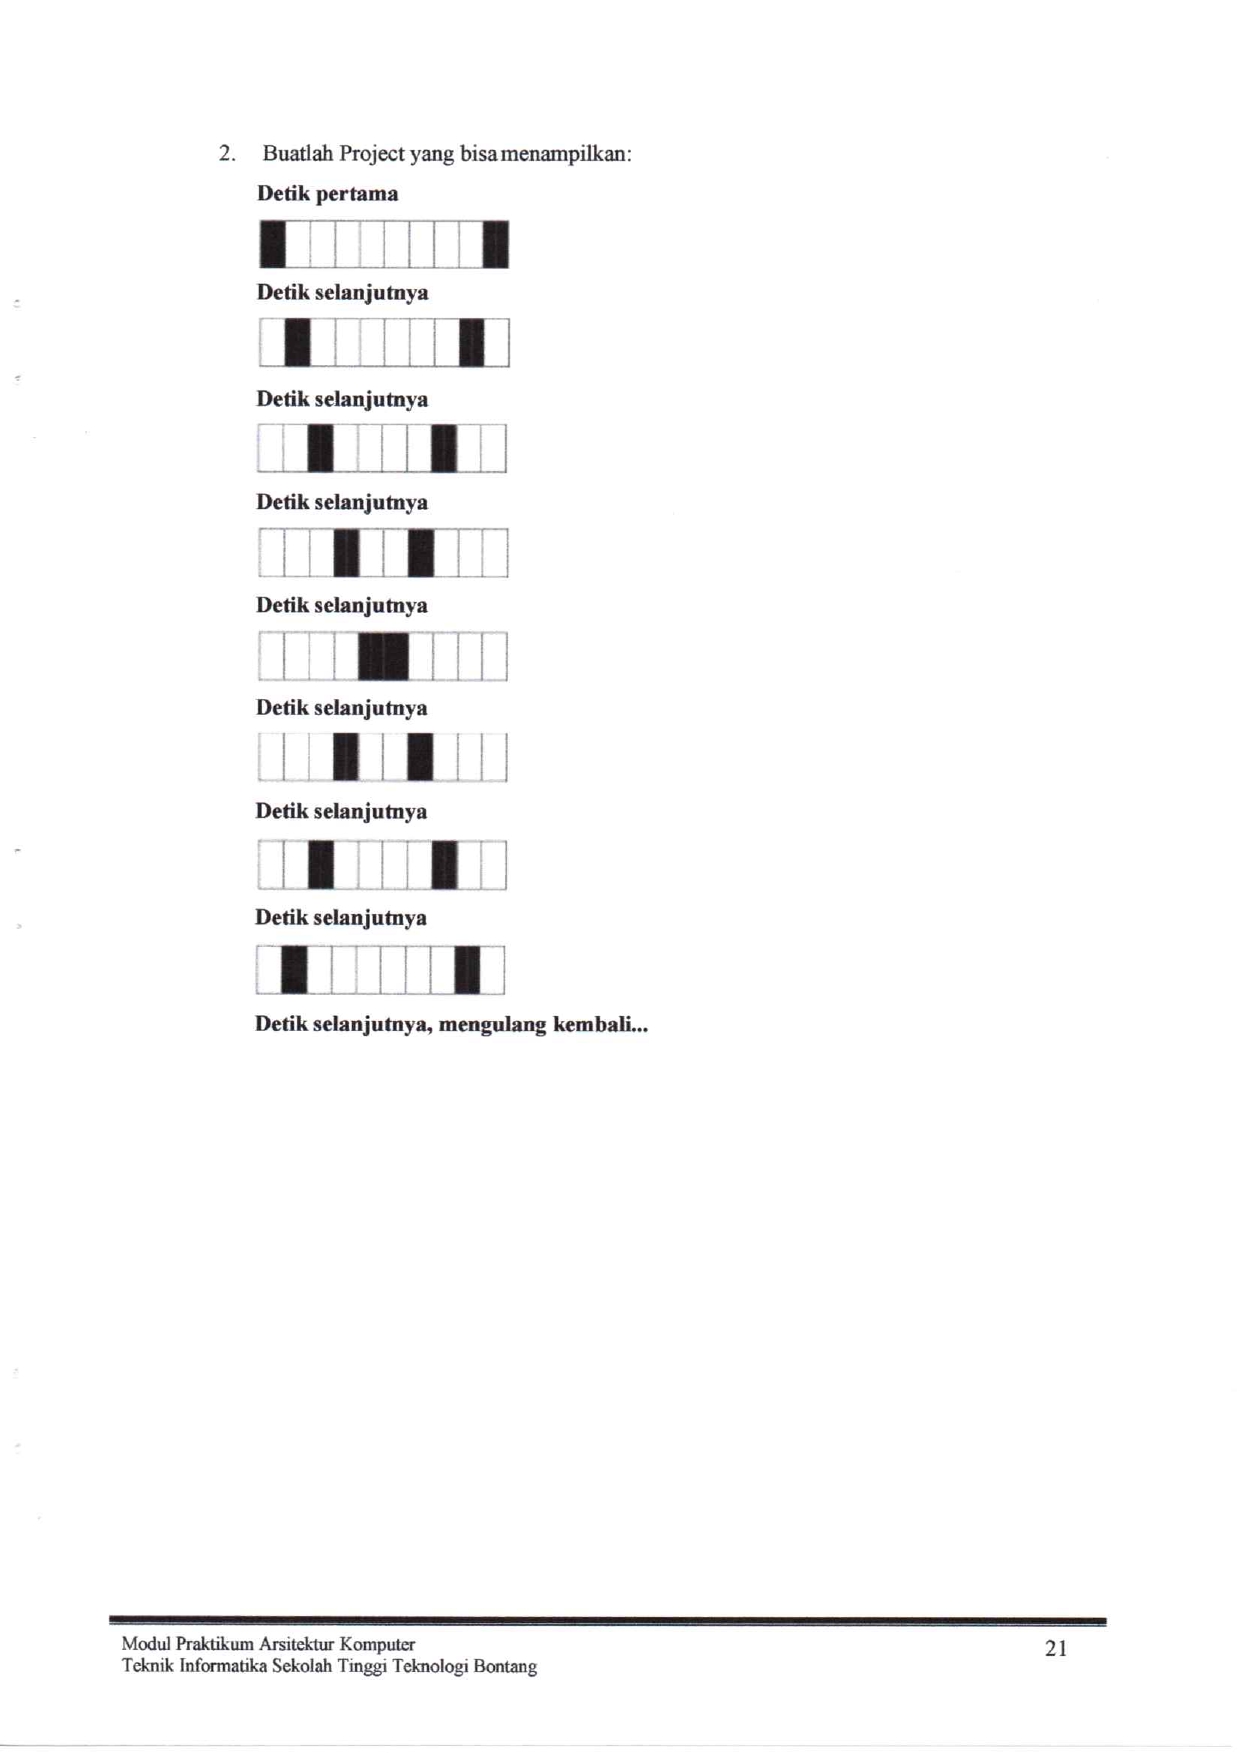 2. Buatlah Project yang bisa menampilkan:
Detik pertama
Detik selanjutnya
Detik selanjutnya
Detik selanjutnya
Detik selanjutnya
Detik selanjutnya
Detik selanjutnya
Detik selanjutnya
Detik selanjutnya, mengulang kembali...
Modul Praktikum Arsitektur Komputer
21
Teknik Informatika Sekolah Tinggi Teknologi Bontang